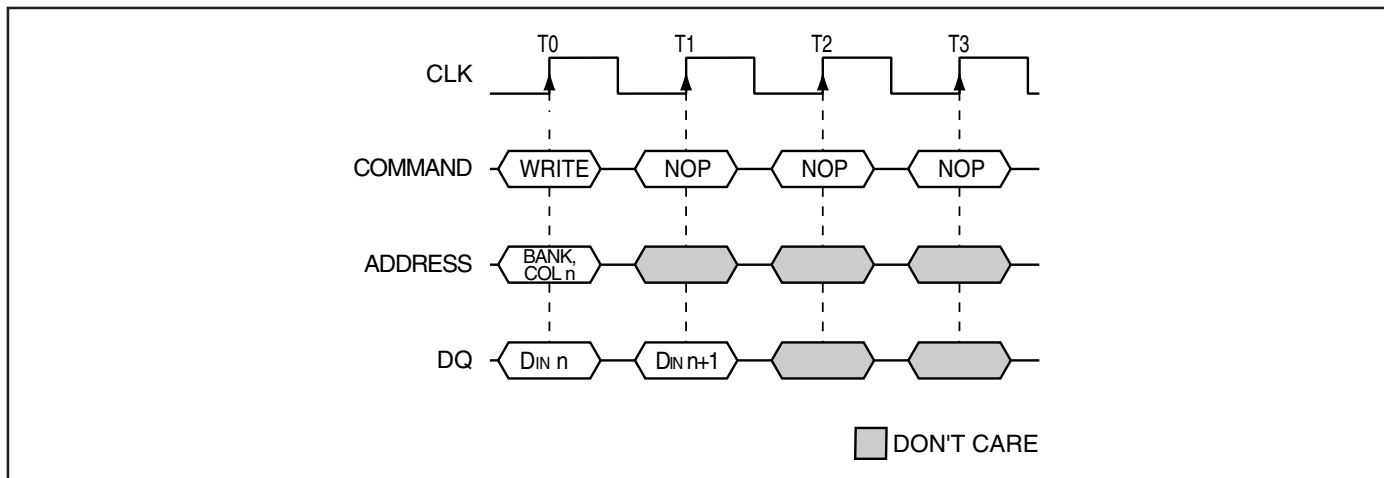 T0 T1 T2 T3
CLK
COMMAND WRITE NOP NOP NOP
ADDRESS BANK,
COL n
DQ DIN n DIN n+1
DON'T CARE